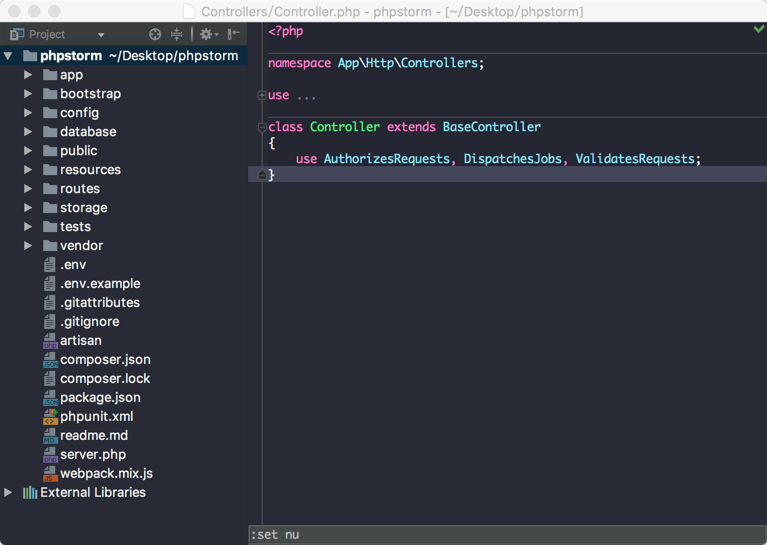 Controllers/Controller.php - phpstorm - [~/Desktop/phpstorm]
Project
phpstorm ~/Desktop/phpstorm
app
bootstrap
config
database
public
resources
routes
storage
tests
vendor
.env
.env.example
.gitattributes
.gitignore
artisan
composer.json
composer.lock
package.json
phpunit.xml
readme.md
server.php
webpack.mix.js
External Libraries
<?php
namespace App\Http\Controllers;
use ...
class Controller extends BaseController
{
use AuthorizesRequests, DispatchesJobs, ValidatesRequests;
}
:set nu